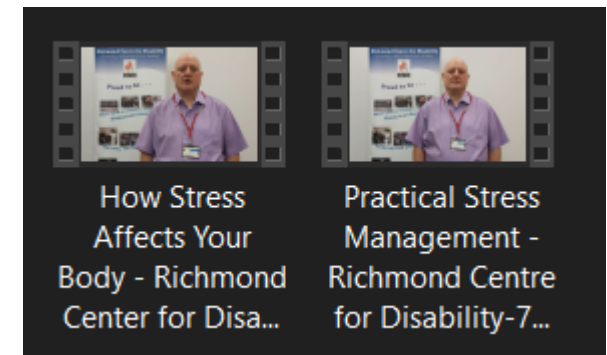 How Stress
Affects Your
Body - Richmond
Center for Disa...
Practical Stress
Management -
Richmond Centre
for Disability-7...